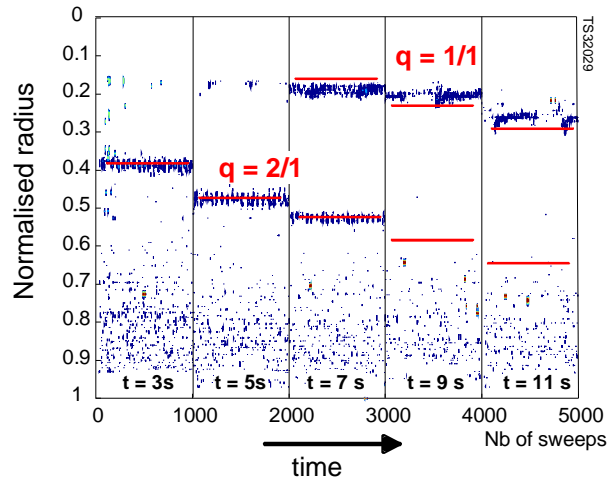 0
0.1
0.2
0.3
0.4
0.5
0.6
0.7
0.8
0.9
1
Normalised radius
TS32029
q = 1/1
q = 2/1
t = 3s
t = 5s
t = 7 s
t = 9 s
t = 11 s
0 1000 2000 3000 4000 5000
Nb of sweeps
time